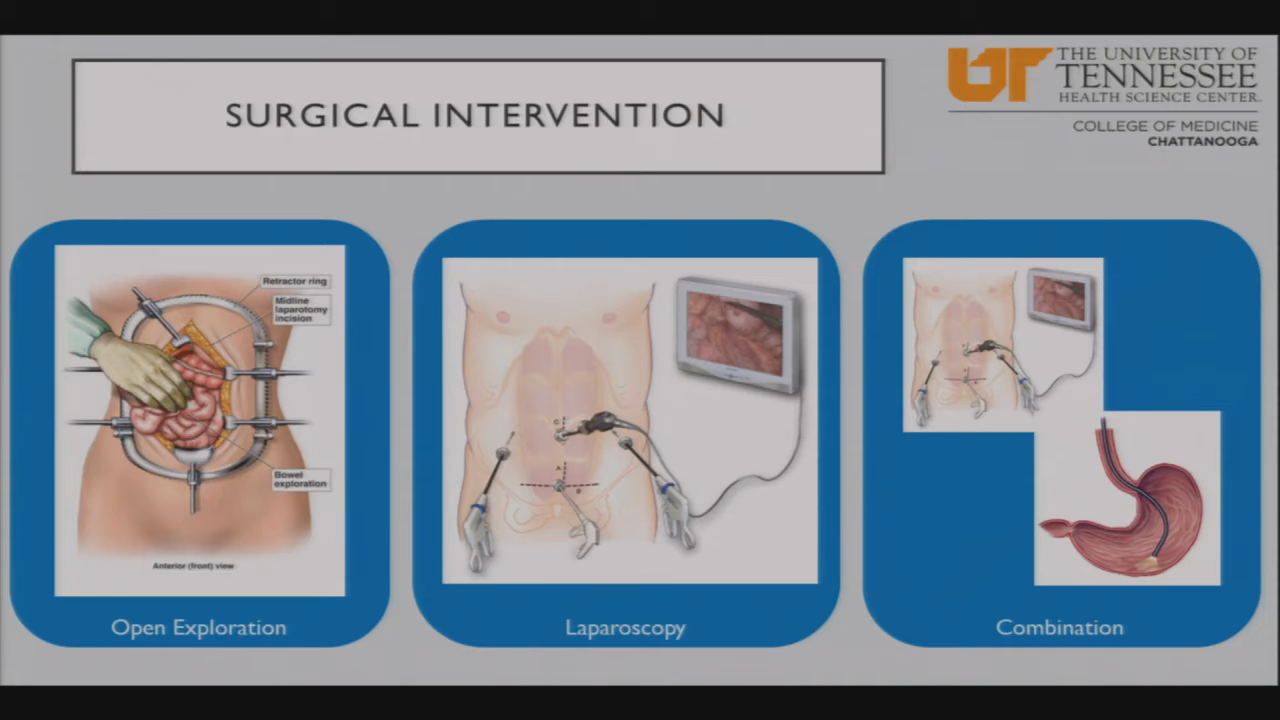 SURGICAL INTERVENTION
UT THE UNIVERSITY OF
TENNESSEE
HEALTH SCIENCE CENTER.
COLLEGE OF MEDICINE
CHATTANOOGA
Retractor ring
Midline
laparotomy
incision
Bowel
exploration
Anterior (front) view
Open Exploration
C
A
B
Laparoscopy
Combination